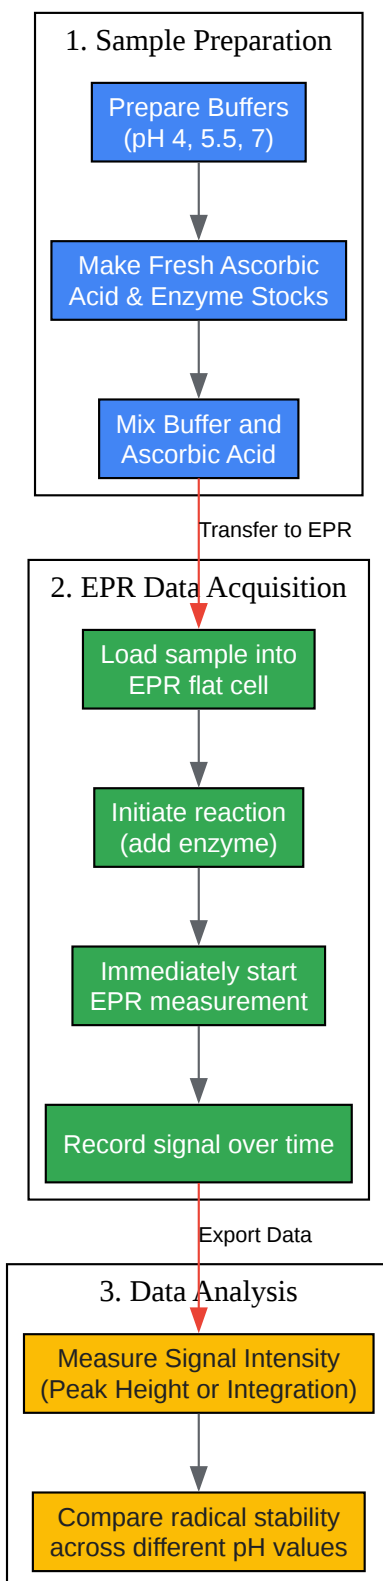 1. Sample Preparation
Prepare Buffers
(pH 4, 5.5, 7)
Make Fresh Ascorbic
Acid & Enzyme Stocks
Mix Buffer and
Ascorbic Acid
Transfer to EPR
2. EPR Data Acquisition
Load sample into
EPR flat cell
Initiate reaction
(add enzyme)
Immediately start
EPR measurement
Record signal over time
Export Data
3. Data Analysis
Measure Signal Intensity
(Peak Height or Integration)
Compare radical stability
across different pH values